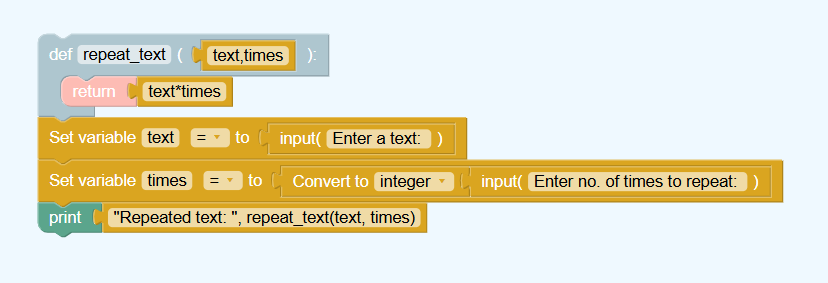 def repeat_text ( text,times ):
return text*times
Set variable text = to input( Enter a text: )
Set variable times = to Convert to integer input( Enter no. of times to repeat: )
print "Repeated text: ", repeat_text(text, times)